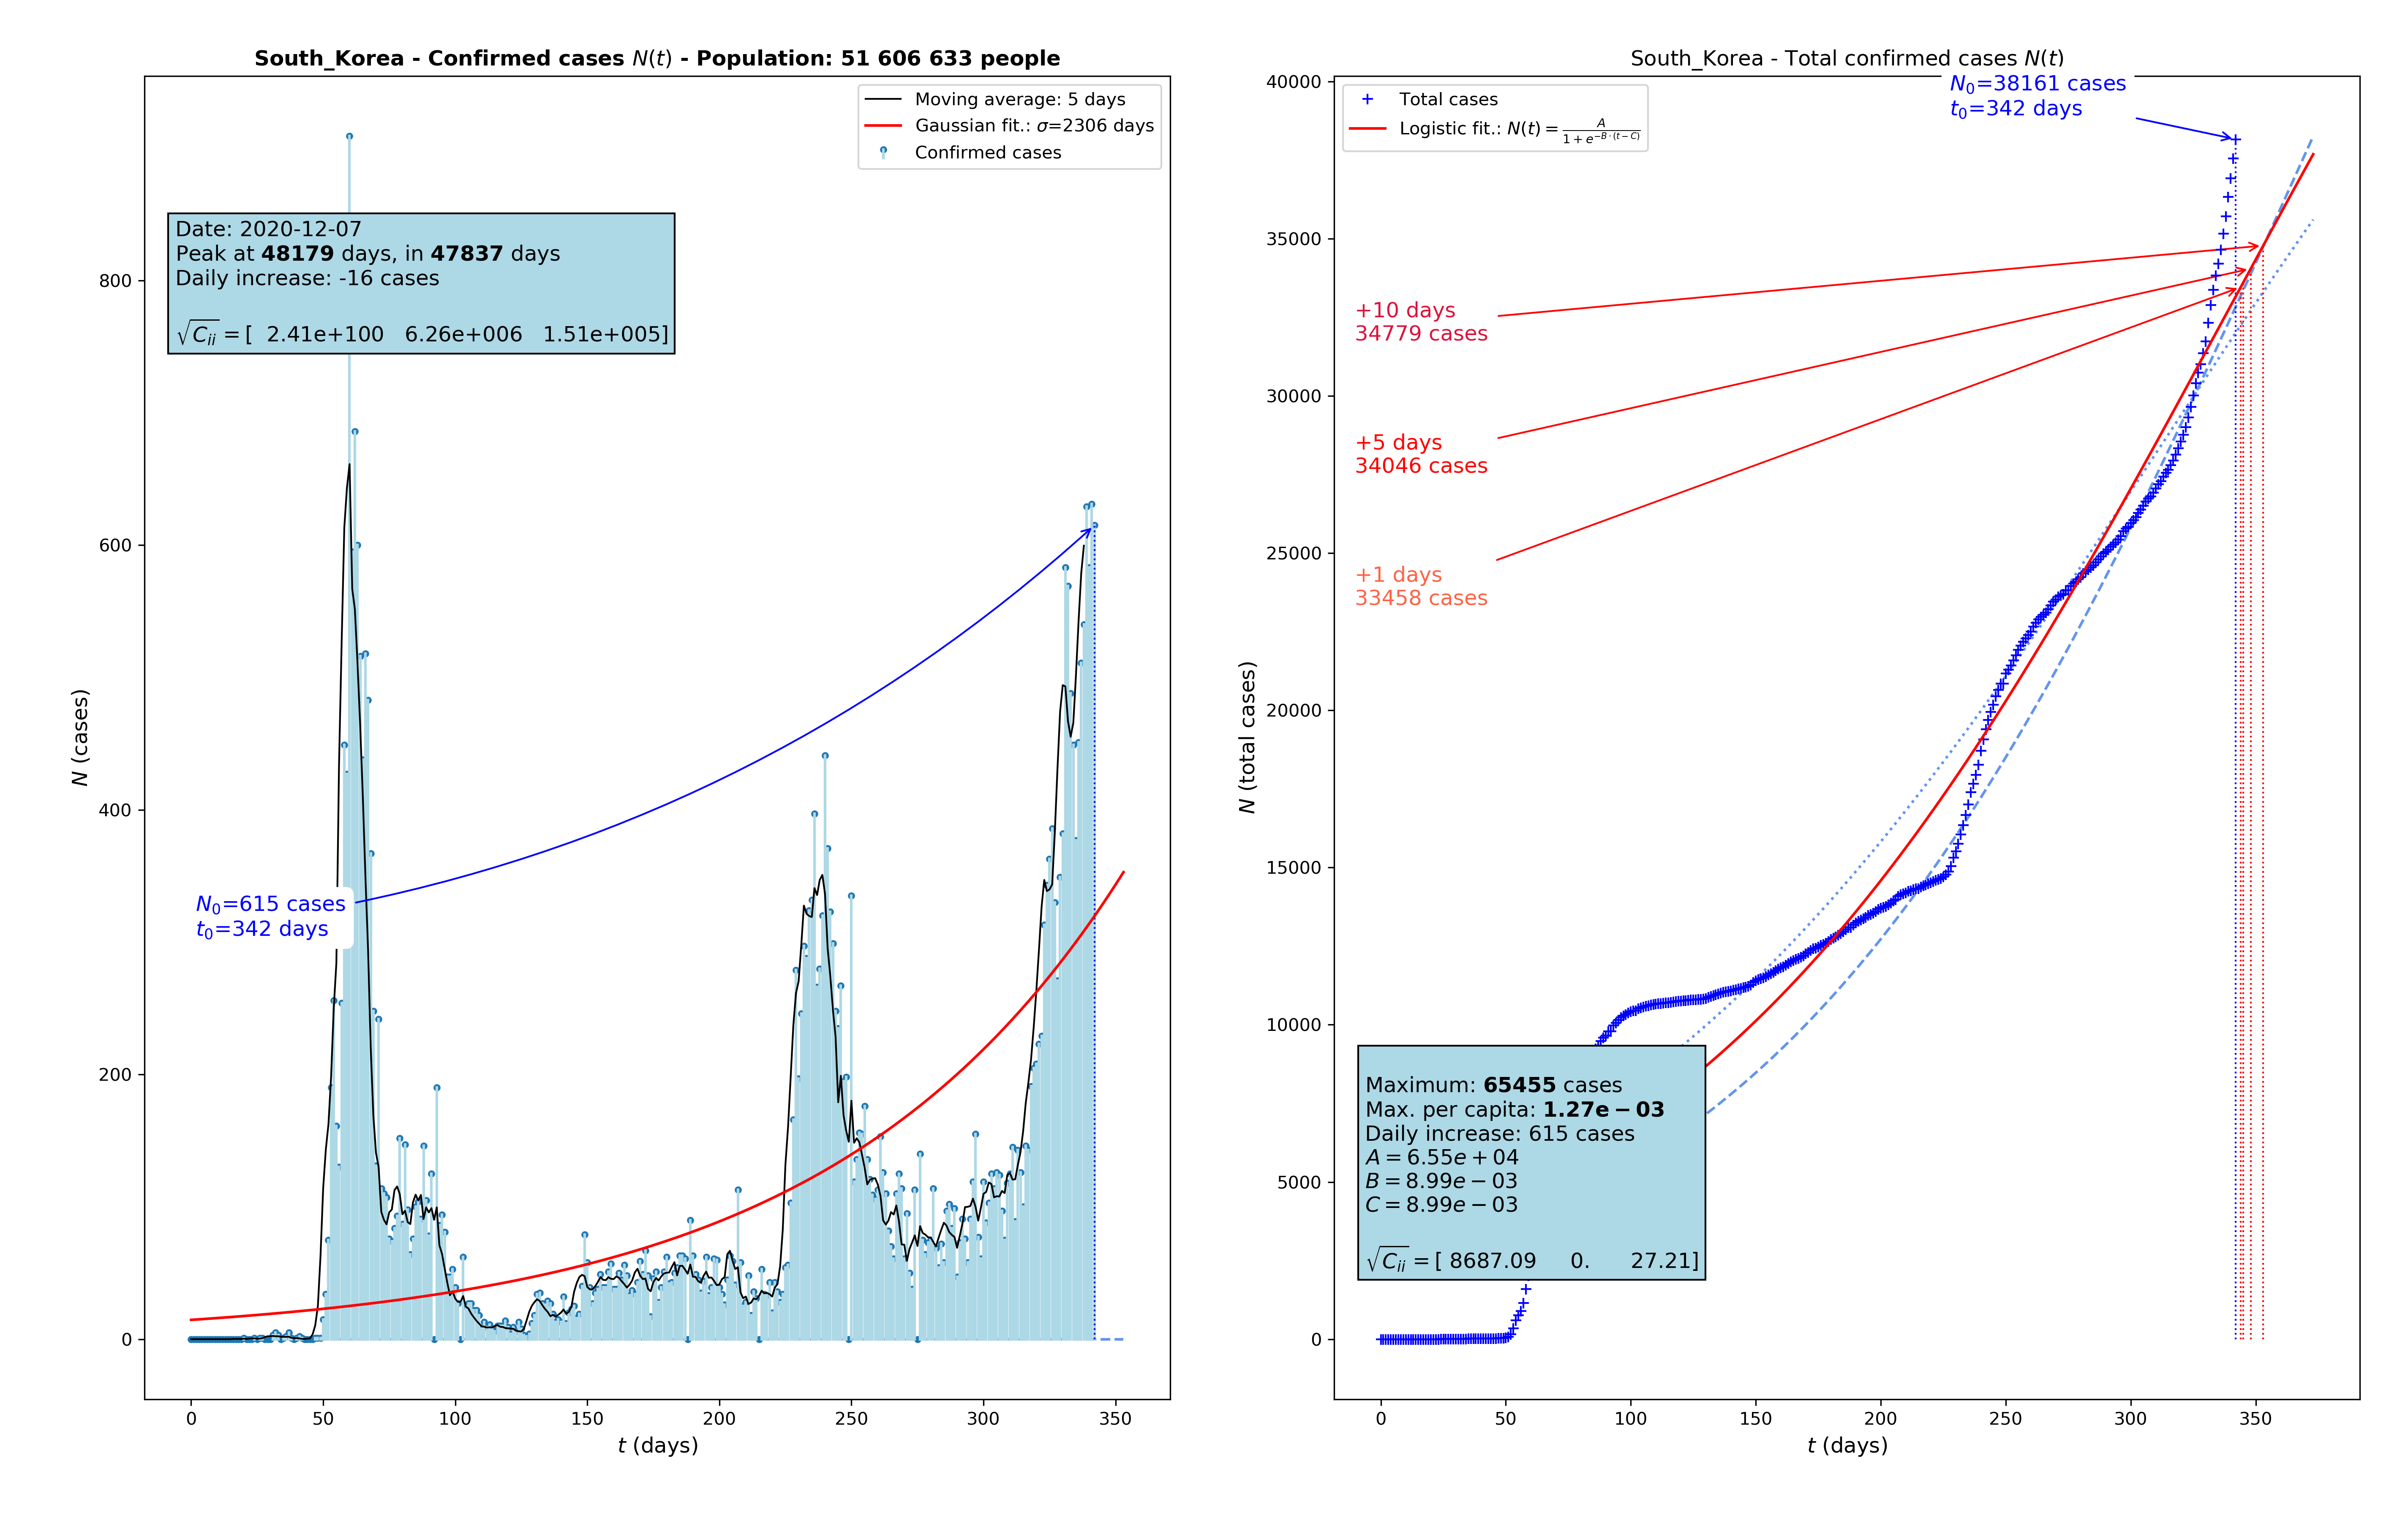 South_Korea - Confirmed cases N(t) - Population: 51 606 633 people
Moving average: 5 days
Gaussian fit.: σ=2306 days
Confirmed cases
Date: 2020-12-07
Peak at 48179 days, in 47837 days
Daily increase: -16 cases
√C_ii = [ 2.41e+100 6.26e+006 1.51e+005]
N_0=615 cases
t_0=342 days
800
600
400
200
0
N (cases)
0 50 100 150 200 250 300 350
t (days)
South_Korea - Total confirmed cases N(t)
N_0=38161 cases
t_0=342 days
Total cases
Logistic fit.: N(t) = A / (1 + e^{-B·(t-C)})
+10 days
34779 cases
+5 days
34046 cases
+1 days
33458 cases
Maximum: 65455 cases
Max. per capita: 1.27e − 03
Daily increase: 615 cases
A = 6.55e + 04
B = 8.99e − 03
C = 8.99e − 03
√C_ii = [ 8687.09 0. 27.21]
40000
35000
30000
25000
20000
15000
10000
5000
0
N (total cases)
0 50 100 150 200 250 300 350
t (days)